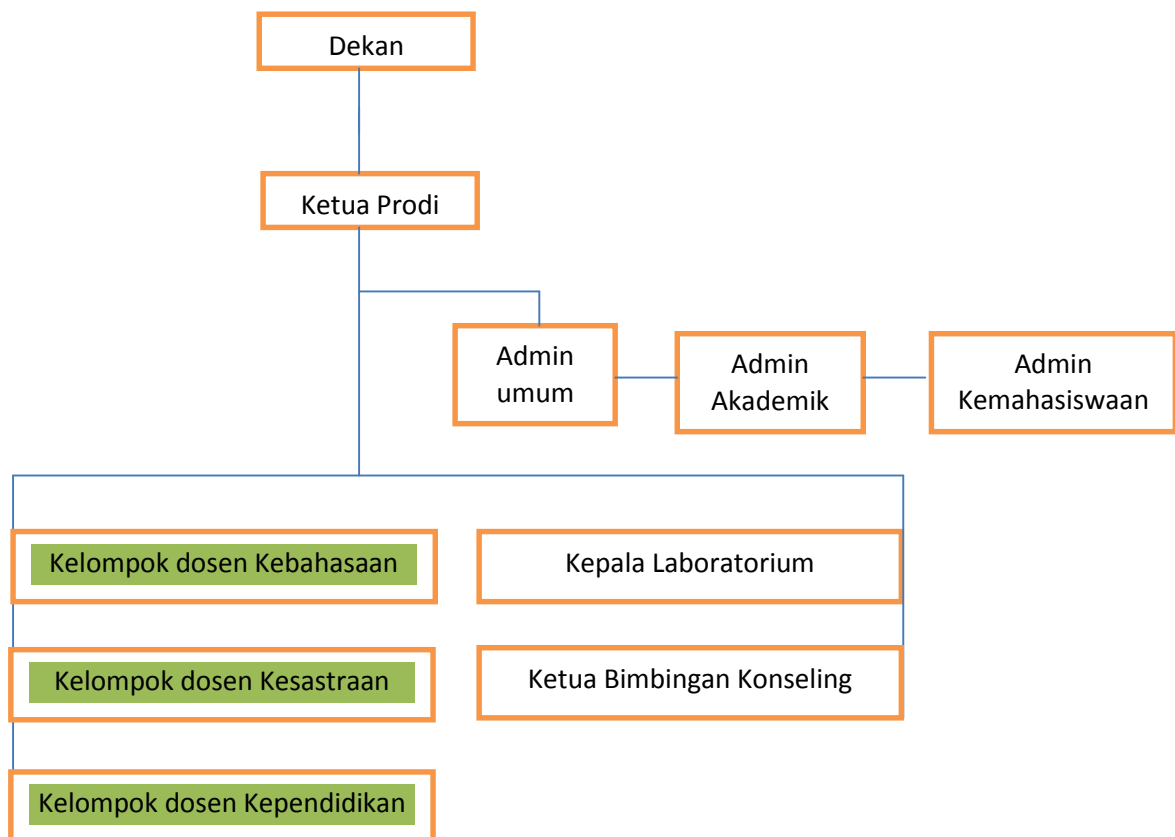 Dekan
Ketua Prodi
Admin
umum
Admin
Akademik
Admin
Kemahasiswaan
Kelompok dosen Kebahasaan
Kepala Laboratorium
Kelompok dosen Kesastraan
Ketua Bimbingan Konseling
Kelompok dosen Kependidikan